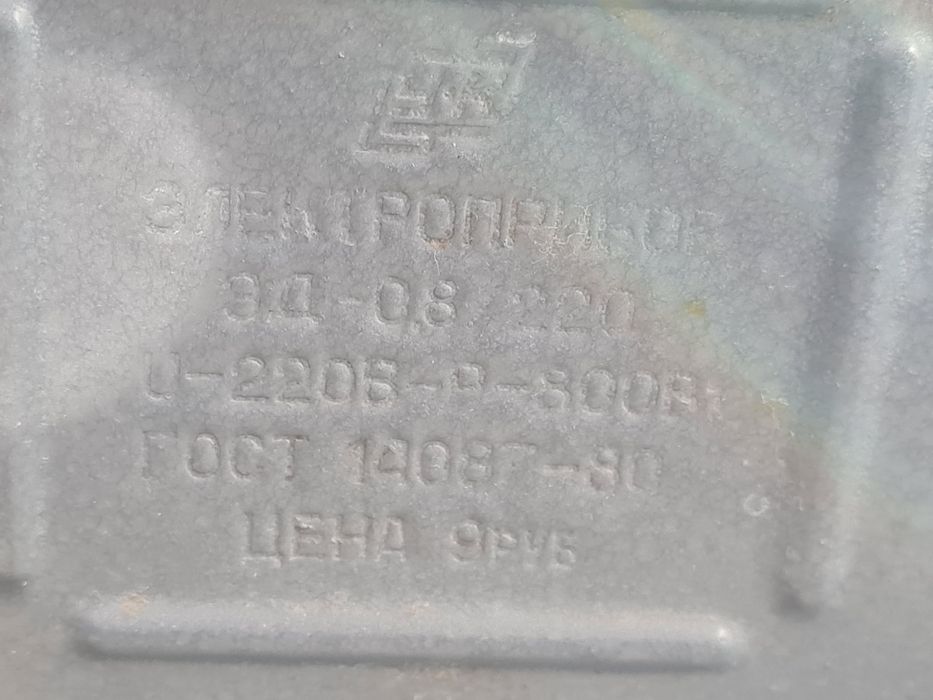 ЭЛЕКТРОПРИБОР
ЭД-0,8/220
U-220В-Р-800Вт
ГОСТ 14087-80
ЦЕНА 9РУБ